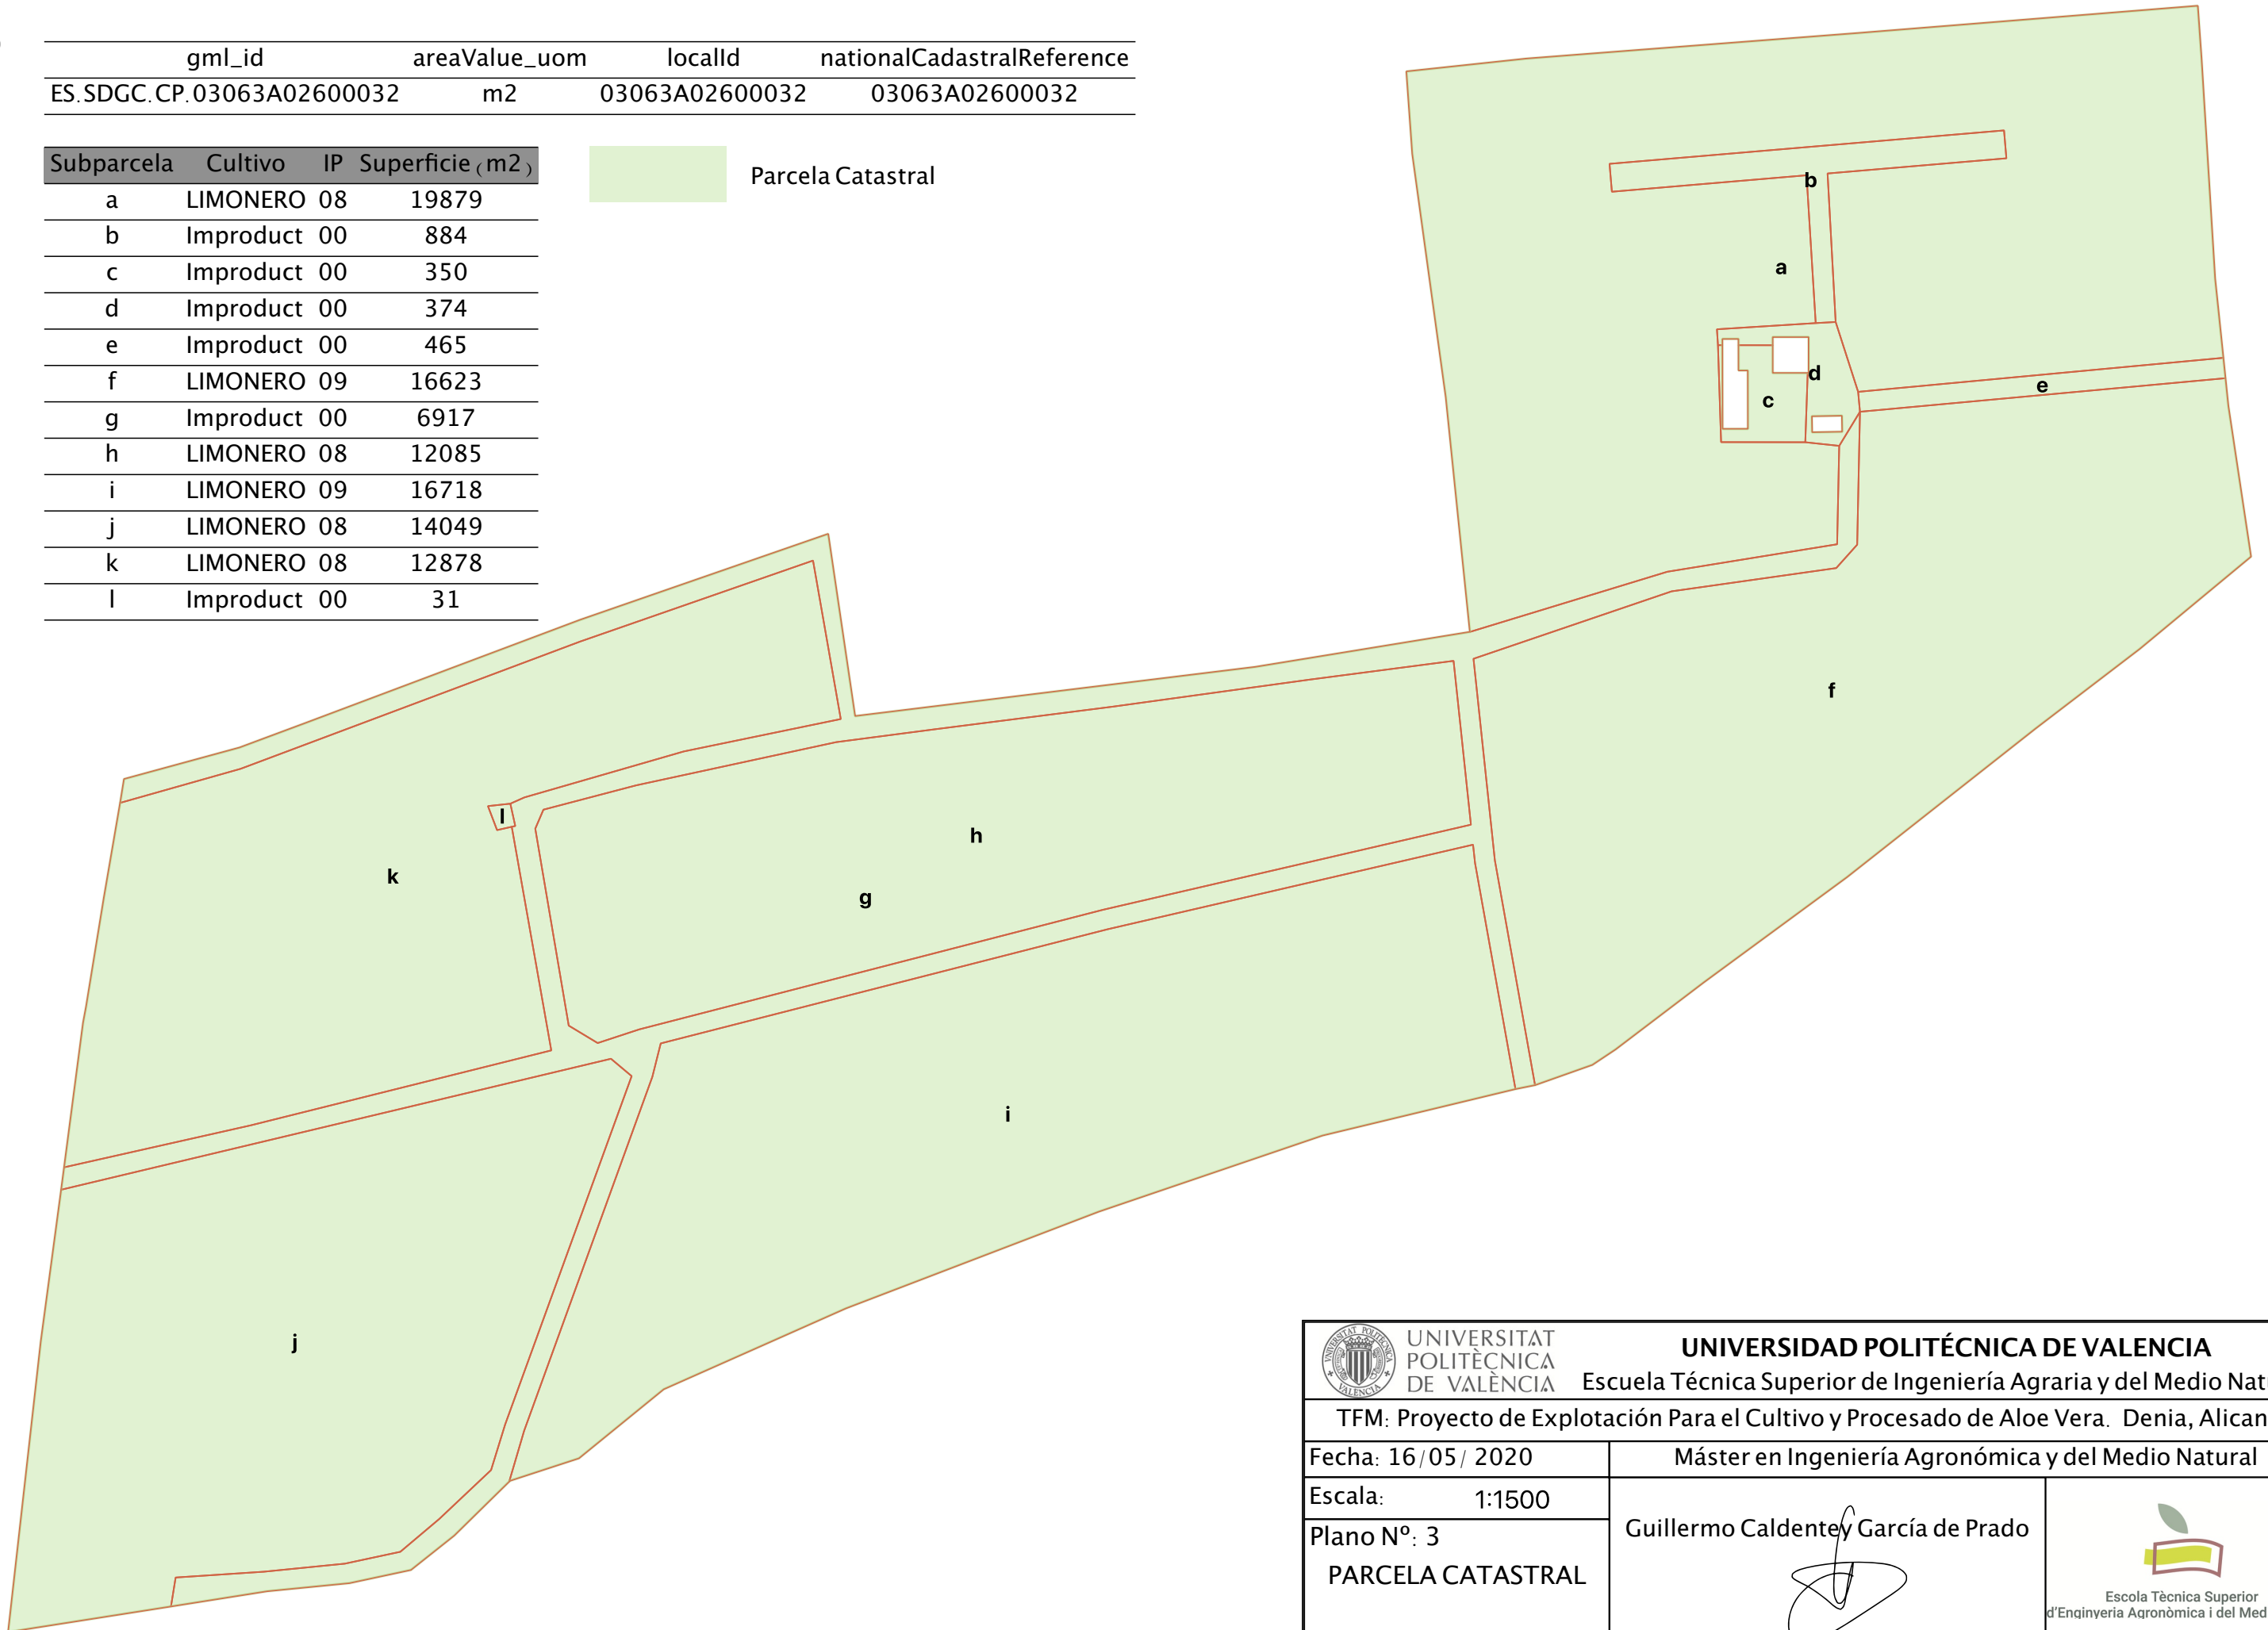 gml_id areaValue_uom localId nationalCadastralReference
ES.SDGC.CP.03063A02600032 m2 03063A02600032 03063A02600032
Subparcela Cultivo IP Superficie (m2)
a LIMONERO 08 19879
b Improduct 00 884
c Improduct 00 350
d Improduct 00 374
e Improduct 00 465
f LIMONERO 09 16623
g Improduct 00 6917
h LIMONERO 08 12085
i LIMONERO 09 16718
j LIMONERO 08 14049
k LIMONERO 08 12878
l Improduct 00 31
Parcela Catastral
b
a
d
c
e
f
l
h
k
g
i
j
UNIVERSITAT
POLITÈCNICA
DE VALÈNCIA
UNIVERSIDAD POLITÉCNICA DE VALENCIA
Escuela Técnica Superior de Ingeniería Agraria y del Medio Nat
TFM: Proyecto de Explotación Para el Cultivo y Procesado de Aloe Vera. Denia, Alican
Fecha: 16/05/ 2020
Máster en Ingeniería Agronómica y del Medio Natural
Escala: 1:1500
Guillermo Caldentey García de Prado
Plano Nº: 3
PARCELA CATASTRAL
Escola Tècnica Superior
d'Enginyeria Agronòmica i del Med